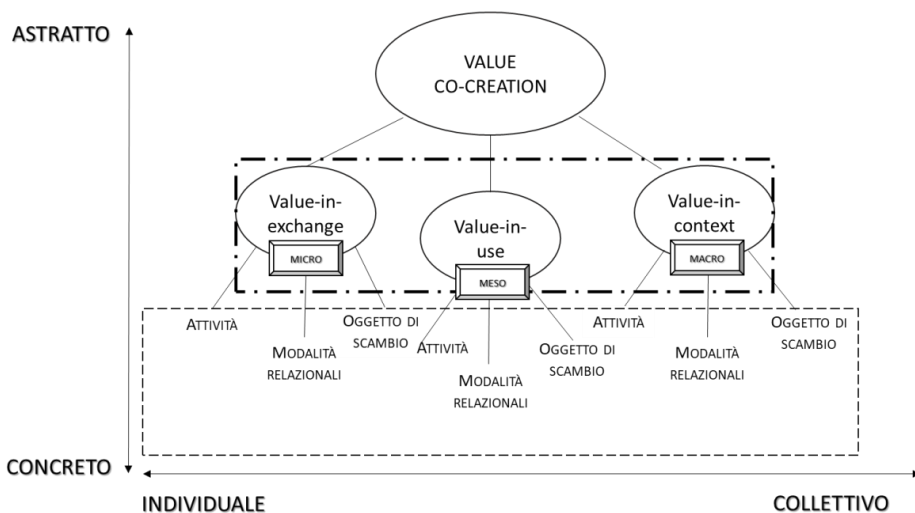 ASTRATTO
VALUE
CO-CREATION
Value-in-
exchange
MICRO
Value-in-
use
MESO
Value-in-
context
MACRO
ATTIVITÀ
MODALITÀ
RELAZIONALI
OGGETTO DI
SCAMBIO
ATTIVITÀ
MODALITÀ
RELAZIONALI
OGGETTO DI
SCAMBIO
ATTIVITÀ
MODALITÀ
RELAZIONALI
OGGETTO DI
SCAMBIO
CONCRETO
INDIVIDUALE
COLLETTIVO